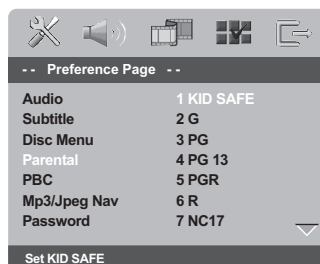 -- Preference Page --
Audio 1 KID SAFE
Subtitle 2 G
Disc Menu 3 PG
Parental 4 PG 13
PBC 5 PGR
Mp3/Jpeg Nav 6 R
Password 7 NC17
Set KID SAFE